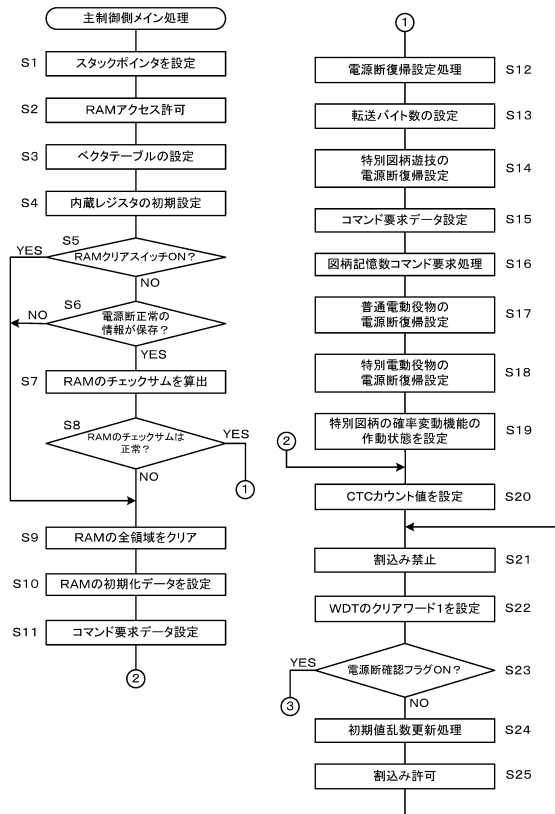 主制御側メイン処理
S1
スタックポインタを設定
S2
RAMアクセス許可
S3
ベクタテーブルの設定
S4
内蔵レジスタの初期設定
S5
RAMクリアスイッチON?
YES
NO
S6
電源断正常の
情報が保存?
NO
YES
S7
RAMのチェックサムを算出
S8
RAMのチェックサムは
正常?
YES
①
NO
S9
RAMの全領域をクリア
S10
RAMの初期化データを設定
S11
コマンド要求データ設定
②
①
電源断復帰設定処理
S12
転送バイト数の設定
S13
特別図柄遊技の
電源断復帰設定
S14
コマンド要求データ設定
S15
図柄記憶数コマンド要求処理
S16
普通電動役物の
電源断復帰設定
S17
特別電動役物の
電源断復帰設定
S18
特別図柄の確率変動機能の
作動状態を設定
S19
②
CTCカウント値を設定
S20
割込み禁止
S21
WDTのクリアワード1を設定
S22
電源断確認フラグON?
S23
YES
③
NO
初期値乱数更新処理
S24
割込み許可
S25